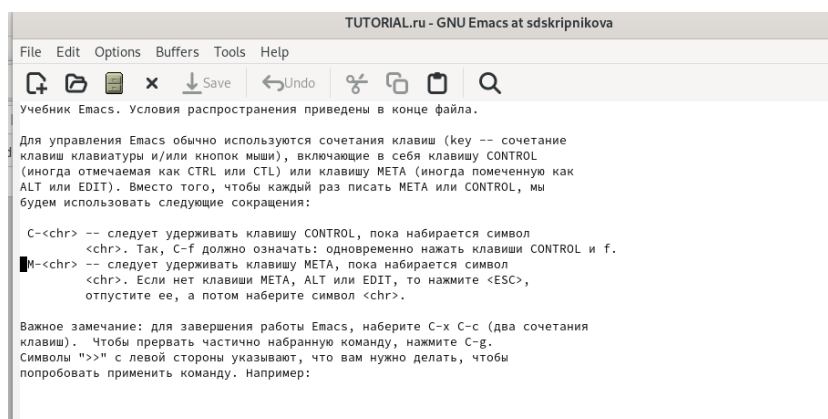 TUTORIAL.ru - GNU Emacs at sdskripnikova
File Edit Options Buffers Tools Help
Save Undo
Учебник Emacs. Условия распространения приведены в конце файла.
Для управления Emacs обычно используются сочетания клавиш (key -- сочетание
клавиш клавиатуры и/или кнопок мыши), включающие в себя клавишу CONTROL
(иногда отмечаемая как CTRL или CTL) или клавишу META (иногда помеченную как
ALT или EDIT). Вместо того, чтобы каждый раз писать META или CONTROL, мы
будем использовать следующие сокращения:
C-<chr> -- следует удерживать клавишу CONTROL, пока набирается символ
<chr>. Так, C-f должно означать: одновременно нажать клавиши CONTROL и f.
M-<chr> -- следует удерживать клавишу META, пока набирается символ
<chr>. Если нет клавиши META, ALT или EDIT, то нажмите <ESC>,
отпустите ее, а потом наберите символ <chr>.
Важное замечание: для завершения работы Emacs, наберите C-x C-c (два сочетания
клавиш). Чтобы прервать частично набранную команду, нажмите C-g.
Символы ">>" с левой стороны указывают, что вам нужно делать, чтобы
попробовать применить команду. Например: